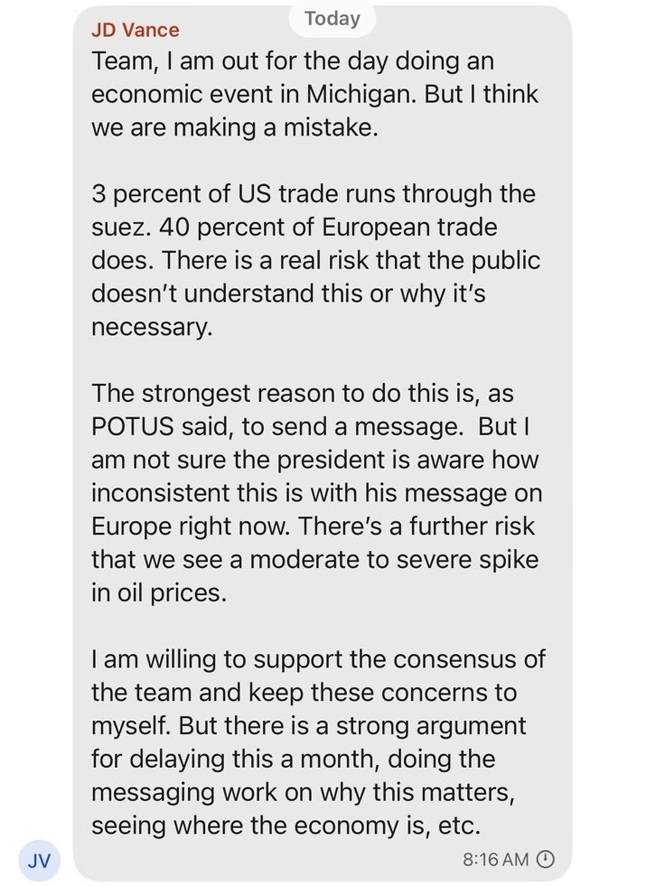 Today
JD Vance
Team, I am out for the day doing an
economic event in Michigan. But I think
we are making a mistake.
3 percent of US trade runs through the
suez. 40 percent of European trade
does. There is a real risk that the public
doesn’t understand this or why it’s
necessary.
The strongest reason to do this is, as
POTUS said, to send a message.  But I
am not sure the president is aware how
inconsistent this is with his message on
Europe right now. There’s a further risk
that we see a moderate to severe spike
in oil prices.
I am willing to support the consensus of
the team and keep these concerns to
myself. But there is a strong argument
for delaying this a month, doing the
messaging work on why this matters,
seeing where the economy is, etc.
JV
8:16 AM